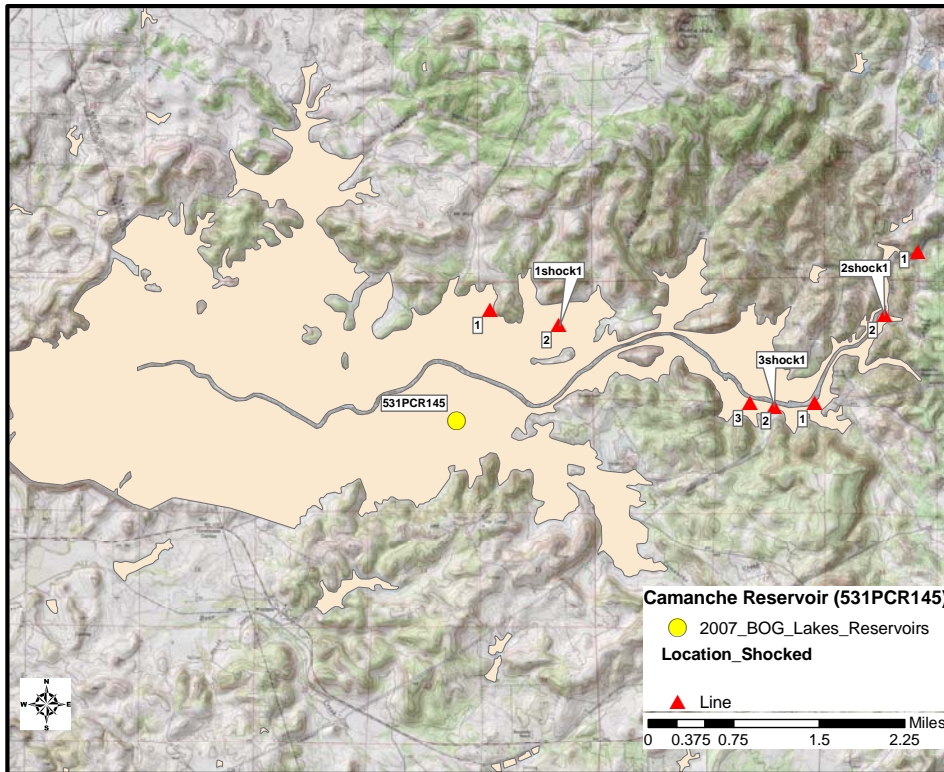 1shock1
2shock1
1
1
2
2
3shock1
531PCR145
3
2
1
Camanche Reservoir (531PCR145)
2007_BOG_Lakes_Reservoirs
Location_Shocked
Line
Miles
0 0.375 0.75 1.5 2.25
N
W E
S